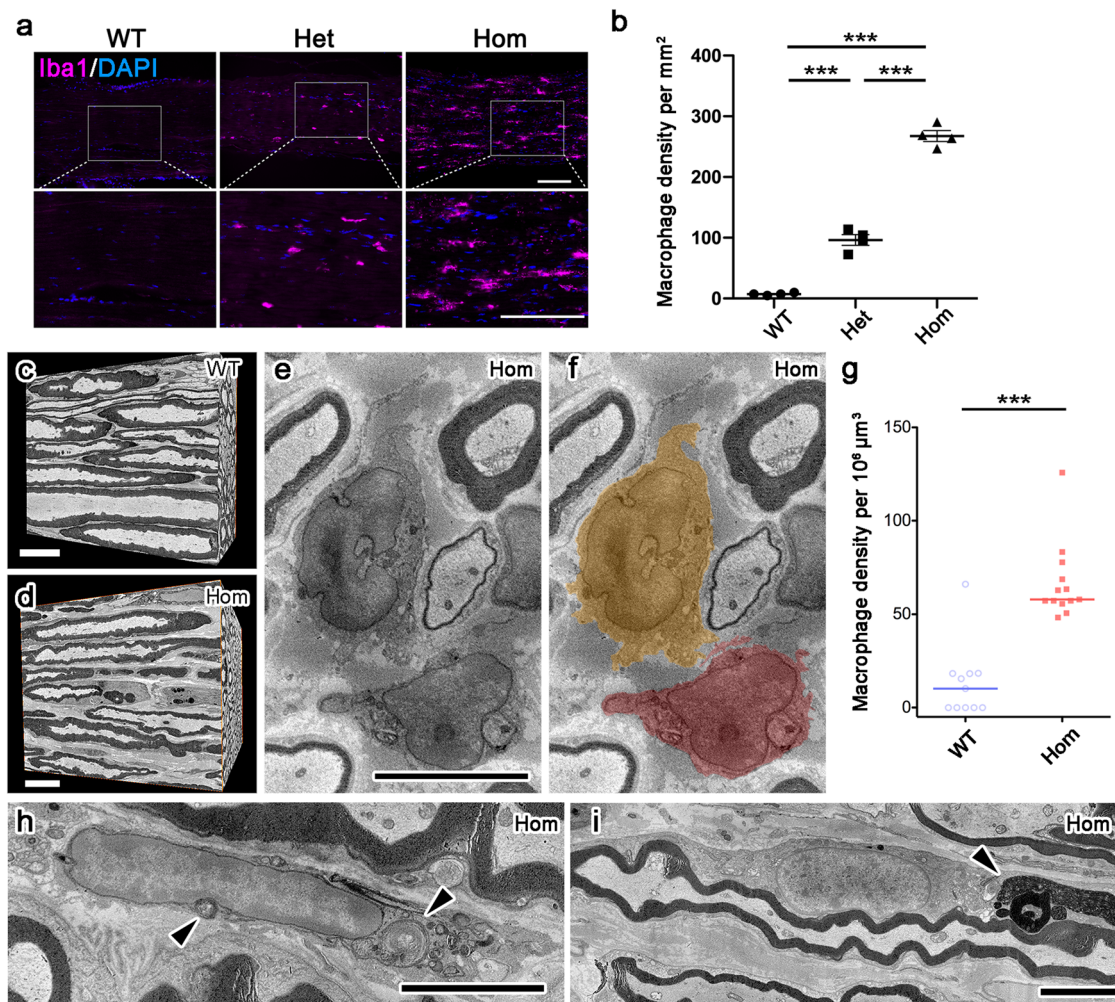 a
WT Het Hom
Iba1/DAPI
b
***
*** ***
Macrophage density per mm²
400
300
200
100
0
WT Het Hom
c WT
d Hom
e Hom
f Hom
g
***
Macrophage density per 10⁶ µm³
150
100
50
0
WT Hom
h Hom
i Hom